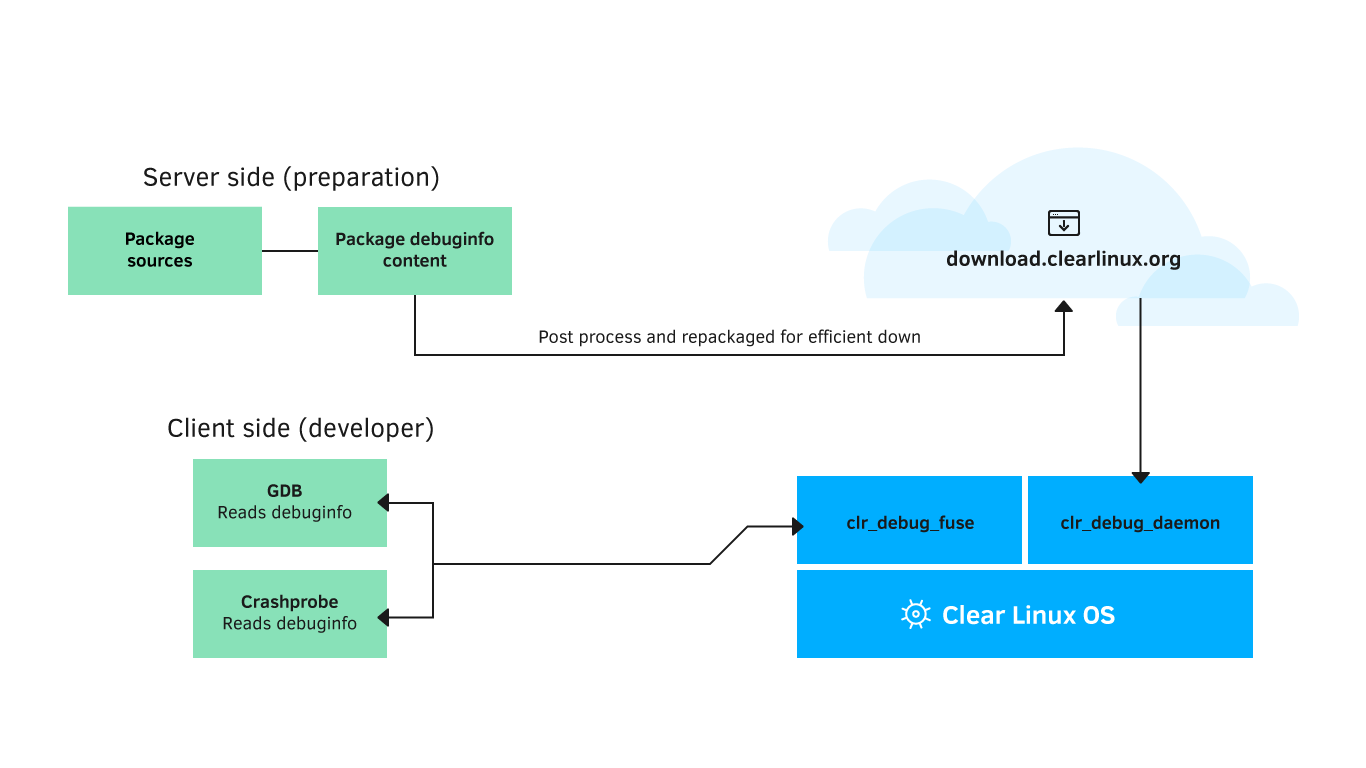 Server side (preparation)
Package
sources
Package debuginfo
content
download.clearlinux.org
Post process and repackaged for efficient down
Client side (developer)
GDB
Reads debuginfo
Crashprobe
Reads debuginfo
clr_debug_fuse
clr_debug_daemon
Clear Linux OS